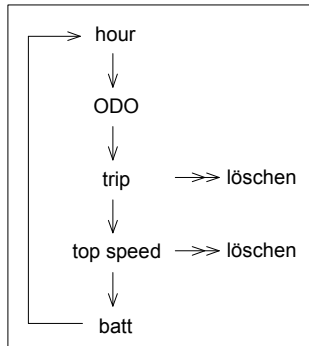 hour
ODO
trip löschen
top speed löschen
batt